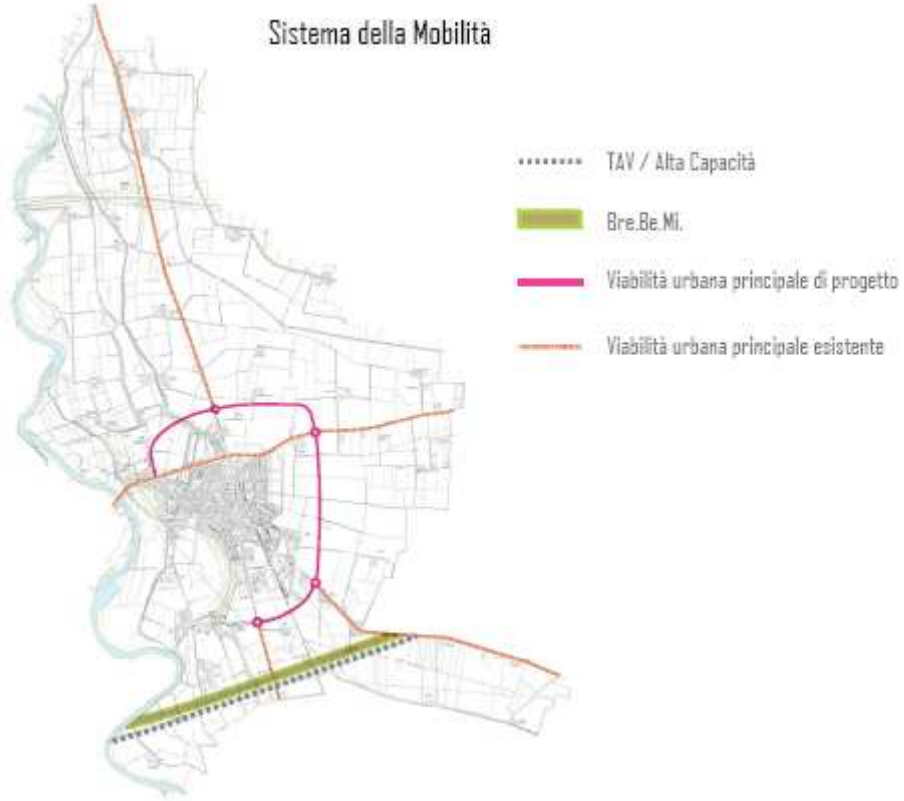 Sistema della Mobilità
TAV / Alta Capacità
Bre.Be.Mi.
Viabilità urbana principale di progetto
Viabilità urbana principale esistente